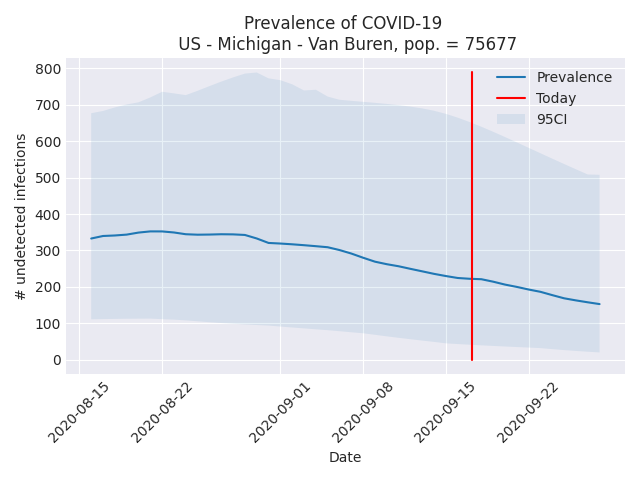 Prevalence of COVID-19
US - Michigan - Van Buren, pop. = 75677
800
700
600
500
400
300
200
100
0
# undetected infections
Prevalence
Today
95CI
2020-08-15
2020-08-22
2020-09-01
2020-09-08
2020-09-15
2020-09-22
Date